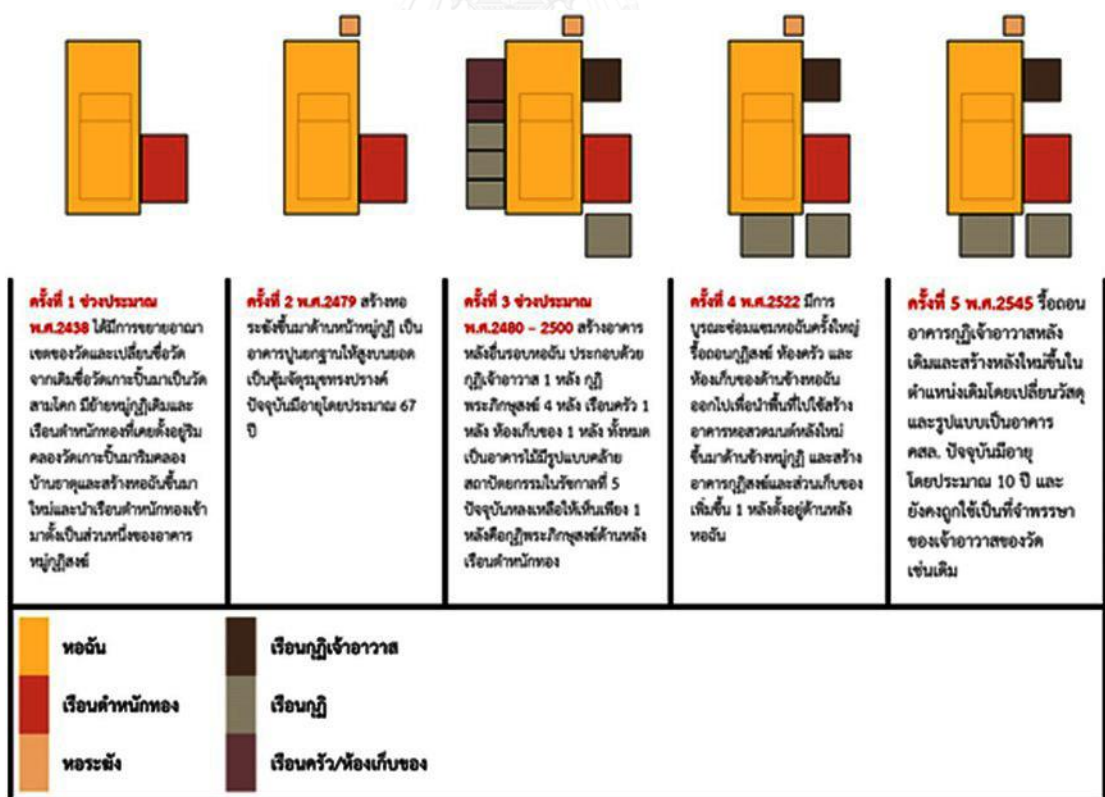 ครั้งที่ 1 ช่วงประมาณ
พ.ศ.2438 ได้มีการขยายอาณา
เขตของวัดและเปลี่ยนชื่อวัด
จากเดิมชื่อวัดเกาะปิ้นมาเป็นวัด
สามโคก มีย้ายหมู่กุฏิเดิมและ
เรือนตำหนักทองที่เคยตั้งอยู่ริม
คลองวัดเกาะปิ้นมาริมคลอง
บ้านธาตุและสร้างหอฉันขึ้นมา
ใหม่และนำเรือนตำหนักทองเข้า
มาตั้งเป็นส่วนหนึ่งของอาคาร
หมู่กุฏิสงฆ์
ครั้งที่ 2 พ.ศ.2479 สร้างหอ
ระฆังขึ้นมาด้านหน้าหมู่กุฏิ เป็น
อาคารปูนยกฐานให้สูงบนยอด
เป็นซุ้มจัตุรมุขทรงปรางค์
ปัจจุบันมีอายุโดยประมาณ 67
ปี
ครั้งที่ 3 ช่วงประมาณ
พ.ศ.2480 – 2500 สร้างอาคาร
หลังอื่นรอบหอฉัน ประกอบด้วย
กุฏิเจ้าอาวาส 1 หลัง กุฏิ
พระภิกษุสงฆ์ 4 หลัง เรือนครัว 1
หลัง ห้องเก็บของ 1 หลัง ทั้งหมด
เป็นอาคารไม้มีรูปแบบคล้าย
สถาปัตยกรรมในรัชกาลที่ 5
ปัจจุบันหลงเหลือให้เห็นเพียง 1
หลังคือกุฏิพระภิกษุสงฆ์ด้านหลัง
เรือนตำหนักทอง
ครั้งที่ 4 พ.ศ.2522 มีการ
บูรณะซ่อมแซมหอฉันครั้งใหญ่
รื้อถอนกุฏิสงฆ์ ห้องครัว และ
ห้องเก็บของด้านข้างหอฉัน
ออกไปเพื่อนำพื้นที่ไปใช้สร้าง
อาคารหอสวดมนต์หลังใหม่
ขึ้นมาด้านข้างหมู่กุฏิ และสร้าง
อาคารกุฏิสงฆ์และส่วนเก็บของ
เพิ่มขึ้น 1 หลังตั้งอยู่ด้านหลัง
หอฉัน
ครั้งที่ 5 พ.ศ.2545 รื้อถอน
อาคารกุฏิเจ้าอาวาสหลัง
เดิมและสร้างหลังใหม่ขึ้นใน
ตำแหน่งเดิมโดยเปลี่ยนวัสดุ
และรูปแบบเป็นอาคาร
คสล. ปัจจุบันมีอายุ
โดยประมาณ 10 ปี และ
ยังคงถูกใช้เป็นที่จำพรรษา
ของเจ้าอาวาสของวัด
เช่นเดิม
หอฉัน
เรือนตำหนักทอง
หอระฆัง
เรือนกุฏิเจ้าอาวาส
เรือนกุฏิ
เรือนครัว/ห้องเก็บของ